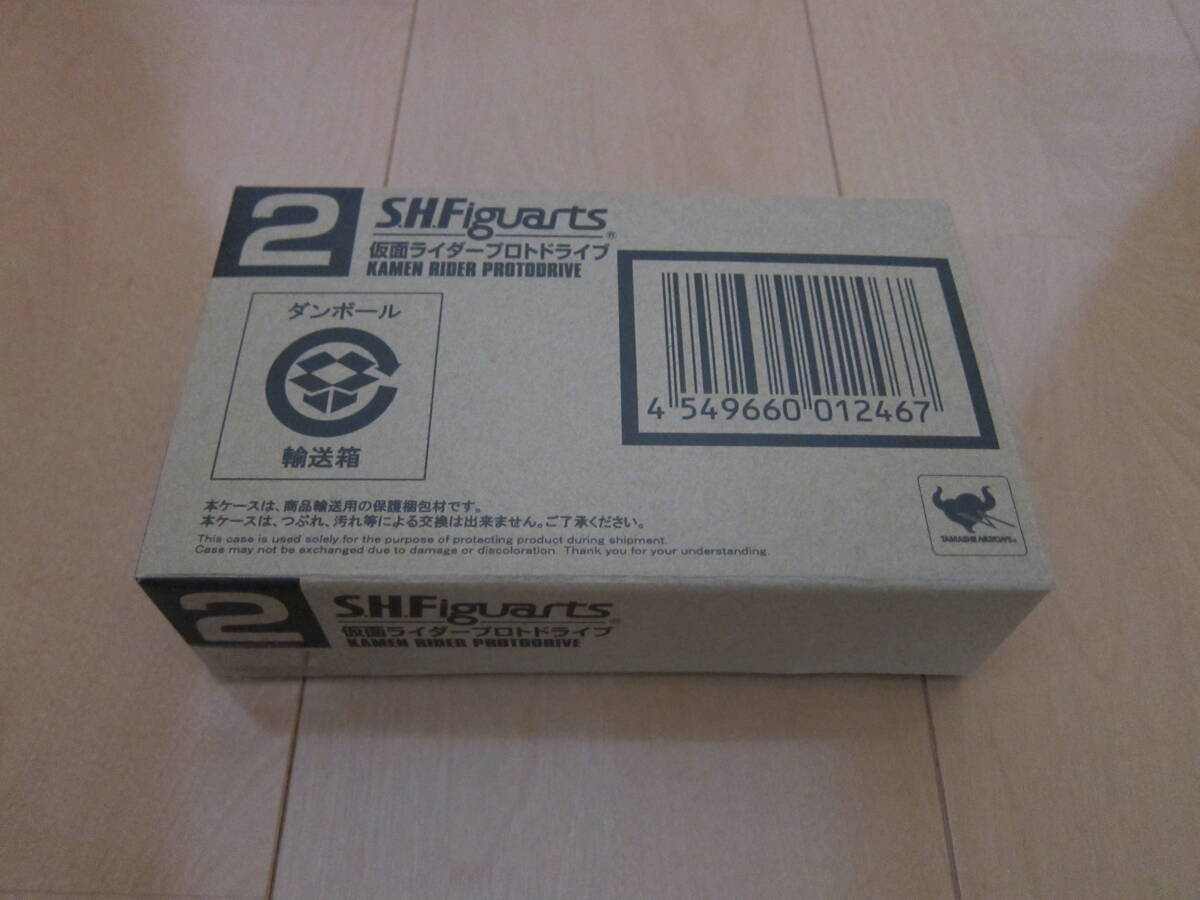 2
S.H.Figuarts®
仮面ライダープロトドライブ
KAMEN RIDER PROTODRIVE
ダンボール
輸送箱
4 549660 012467
本ケースは、商品輸送用の保護梱包材です。
本ケースは、つぶれ、汚れ等による交換は出来ません。ご了承ください。
This case is used solely for the purpose of protecting product during shipment.
Case may not be exchanged due to damage or discoloration. Thank you for your understanding.
TAMASHII NATIONS
2
S.H.Figuarts®
仮面ライダープロトドライブ
KAMEN RIDER PROTODRIVE